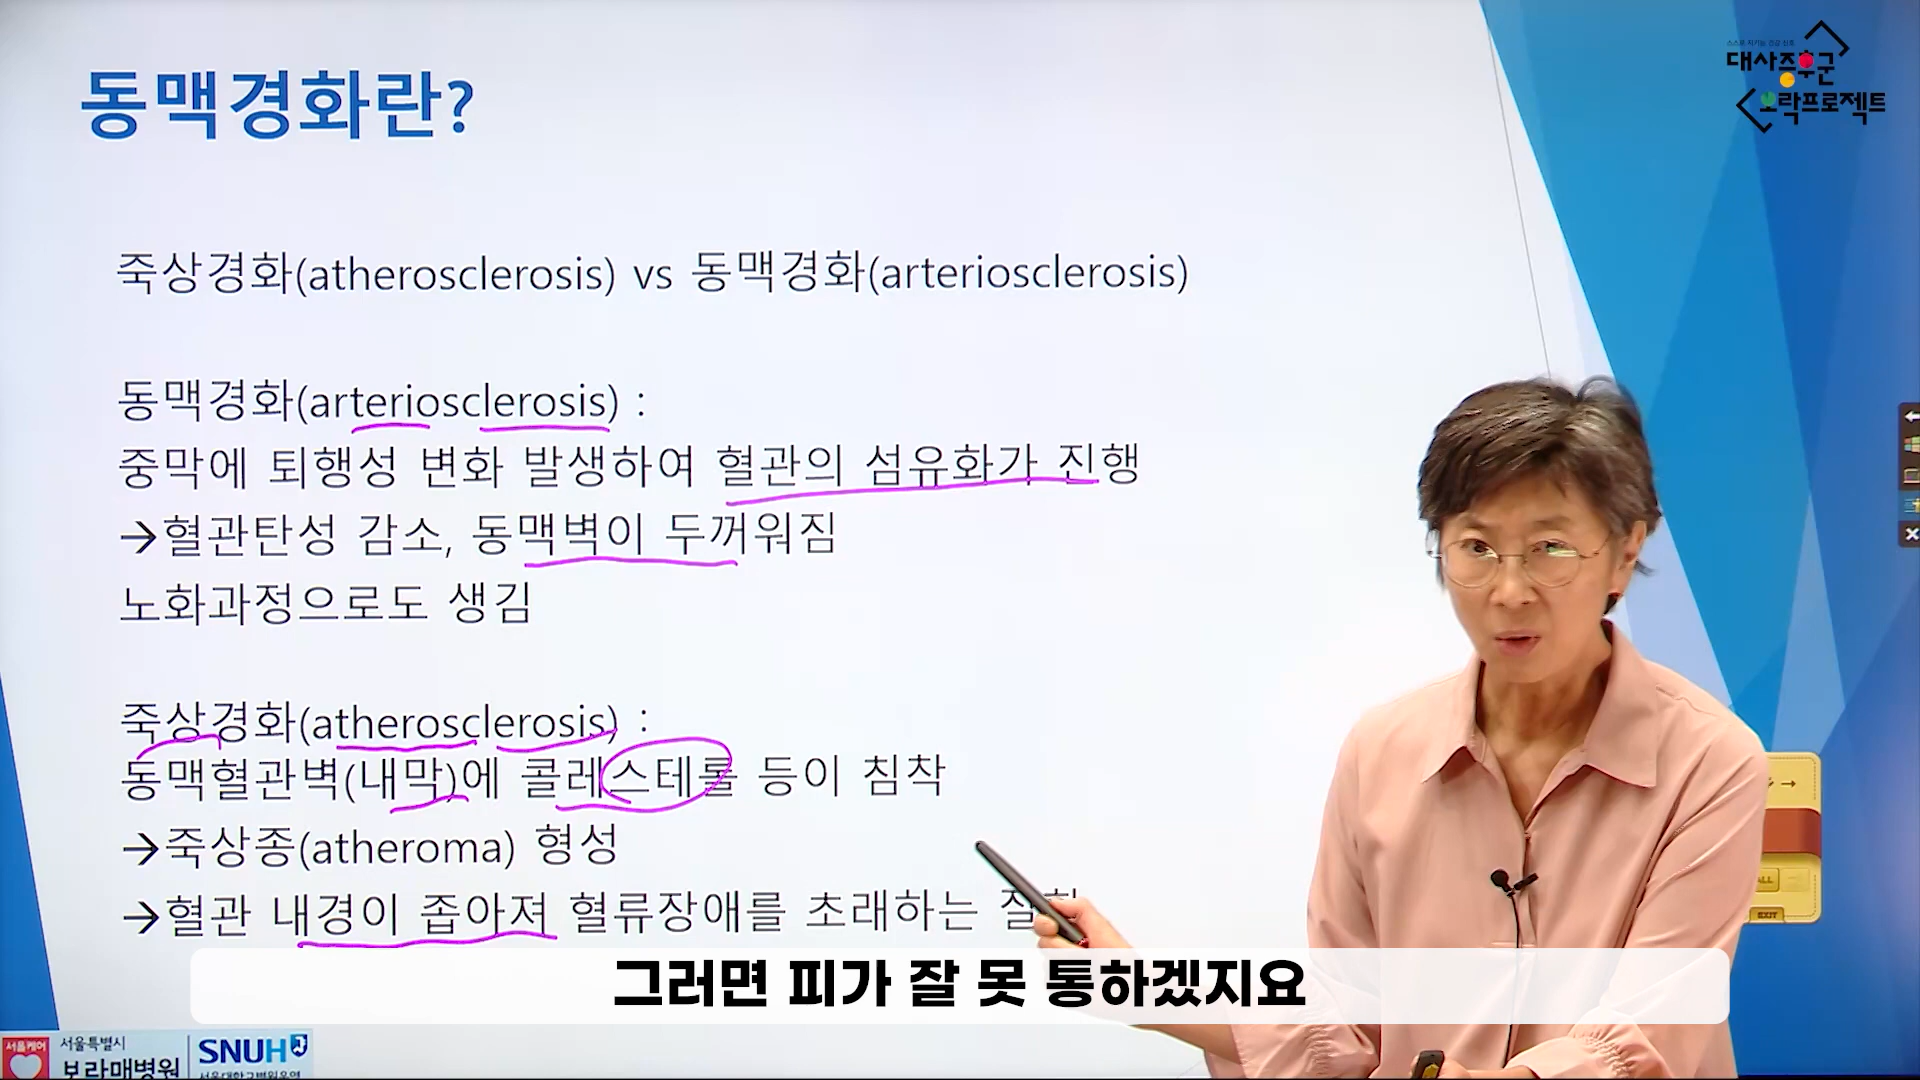 동맥경화란?
대사증후군
오락프로젝트
죽상경화(atherosclerosis) vs 동맥경화(arteriosclerosis)
동맥경화(arteriosclerosis) :
중막에 퇴행성 변화 발생하여 혈관의 섬유화가 진행
→혈관탄성 감소, 동맥벽이 두꺼워짐
노화과정으로도 생김
죽상경화(atherosclerosis) :
동맥혈관벽(내막)에 콜레스테롤 등이 침착
→죽상종(atheroma) 형성
→혈관 내경이 좁아져 혈류장애를 초래하는
그러면 피가 잘 못 통하겠지요
서울케어
서울특별시
보라매병원
SNUH
EXIT